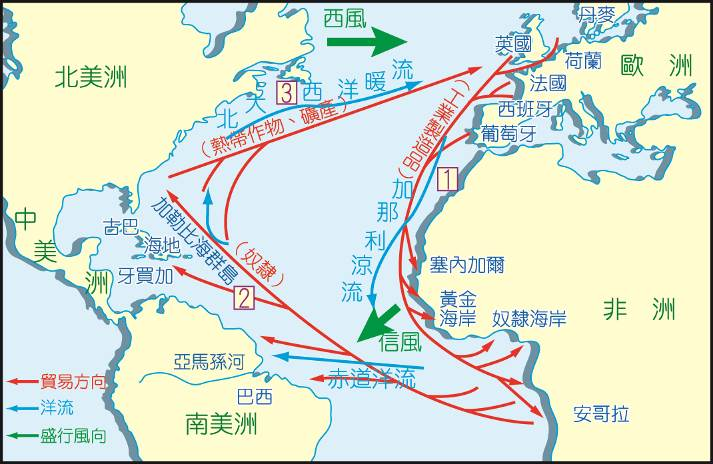 西風
丹麥
英國
荷蘭
歐洲
法國
西班牙
葡萄牙
北美洲
3
北大西洋暖流
(熱帶作物、礦產)
(工業製造品)
1
加那利涼流
中美洲
古巴
海地
牙買加
加勒比海群島
(奴隸)
2
塞內加爾
黃金
海岸
奴隸海岸
非洲
信風
亞馬孫河
赤道洋流
巴西
南美洲
安哥拉
貿易方向
洋流
盛行風向